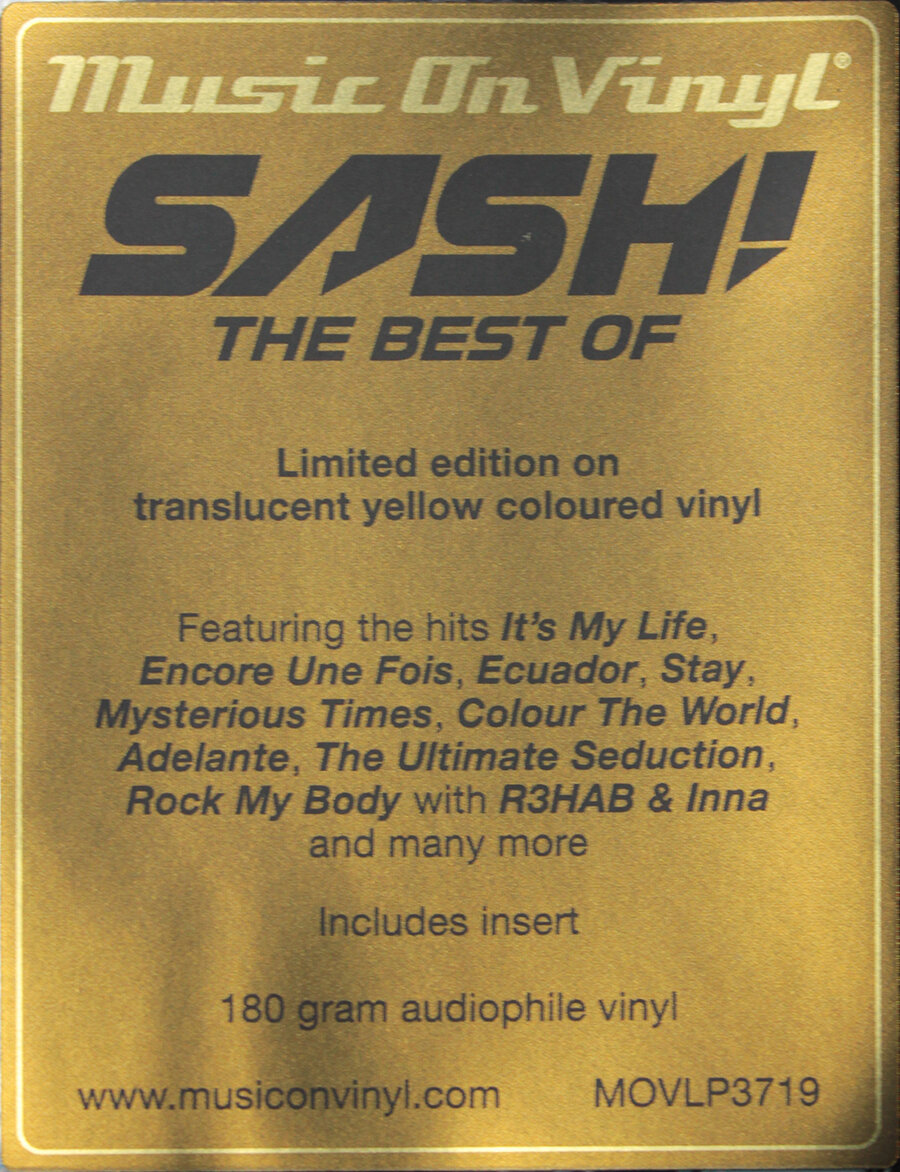 Music On Vinyl®
SASH!
THE BEST OF
Limited edition on
translucent yellow coloured vinyl
Featuring the hits It's My Life,
Encore Une Fois, Ecuador, Stay,
Mysterious Times, Colour The World,
Adelante, The Ultimate Seduction,
Rock My Body with R3HAB & Inna
and many more
Includes insert
180 gram audiophile vinyl
www.musiconvinyl.com MOVLP3719